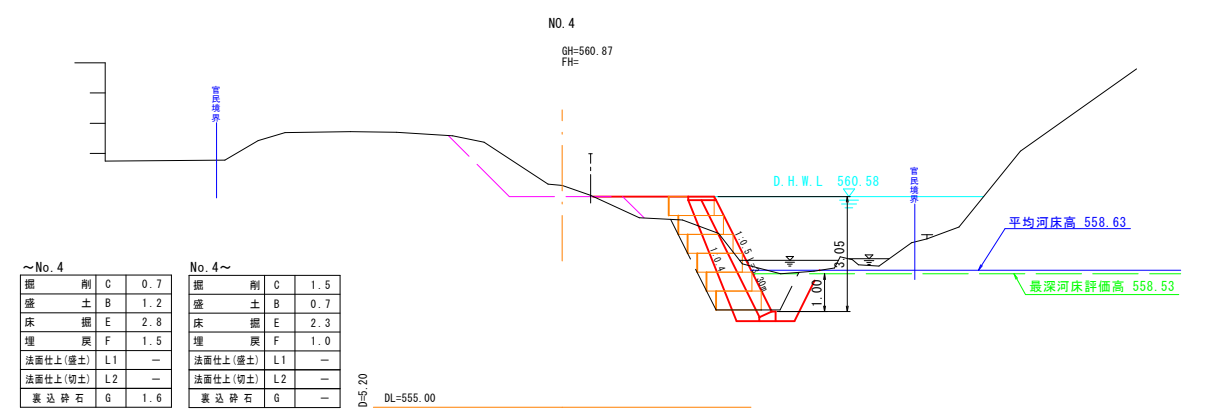 NO. 4
GH=560.87
FH=
官民境界
D.H.W.L 560.58
官民境界
平均河床高 558.63
最深河床評価高 558.53
3.05
1.00
1:0.5
1:0.4
~No.4
掘削 C 0.7
盛土 B 1.2
床掘 E 2.8
埋戻 F 1.5
法面仕上(盛土) L1 −
法面仕上(切土) L2 −
裏込砕石 G 1.6
No.4~
掘削 C 1.5
盛土 B 0.7
床掘 E 2.3
埋戻 F 1.0
法面仕上(盛土) L1 −
法面仕上(切土) L2 −
裏込砕石 G −
D=5.20
DL=555.00